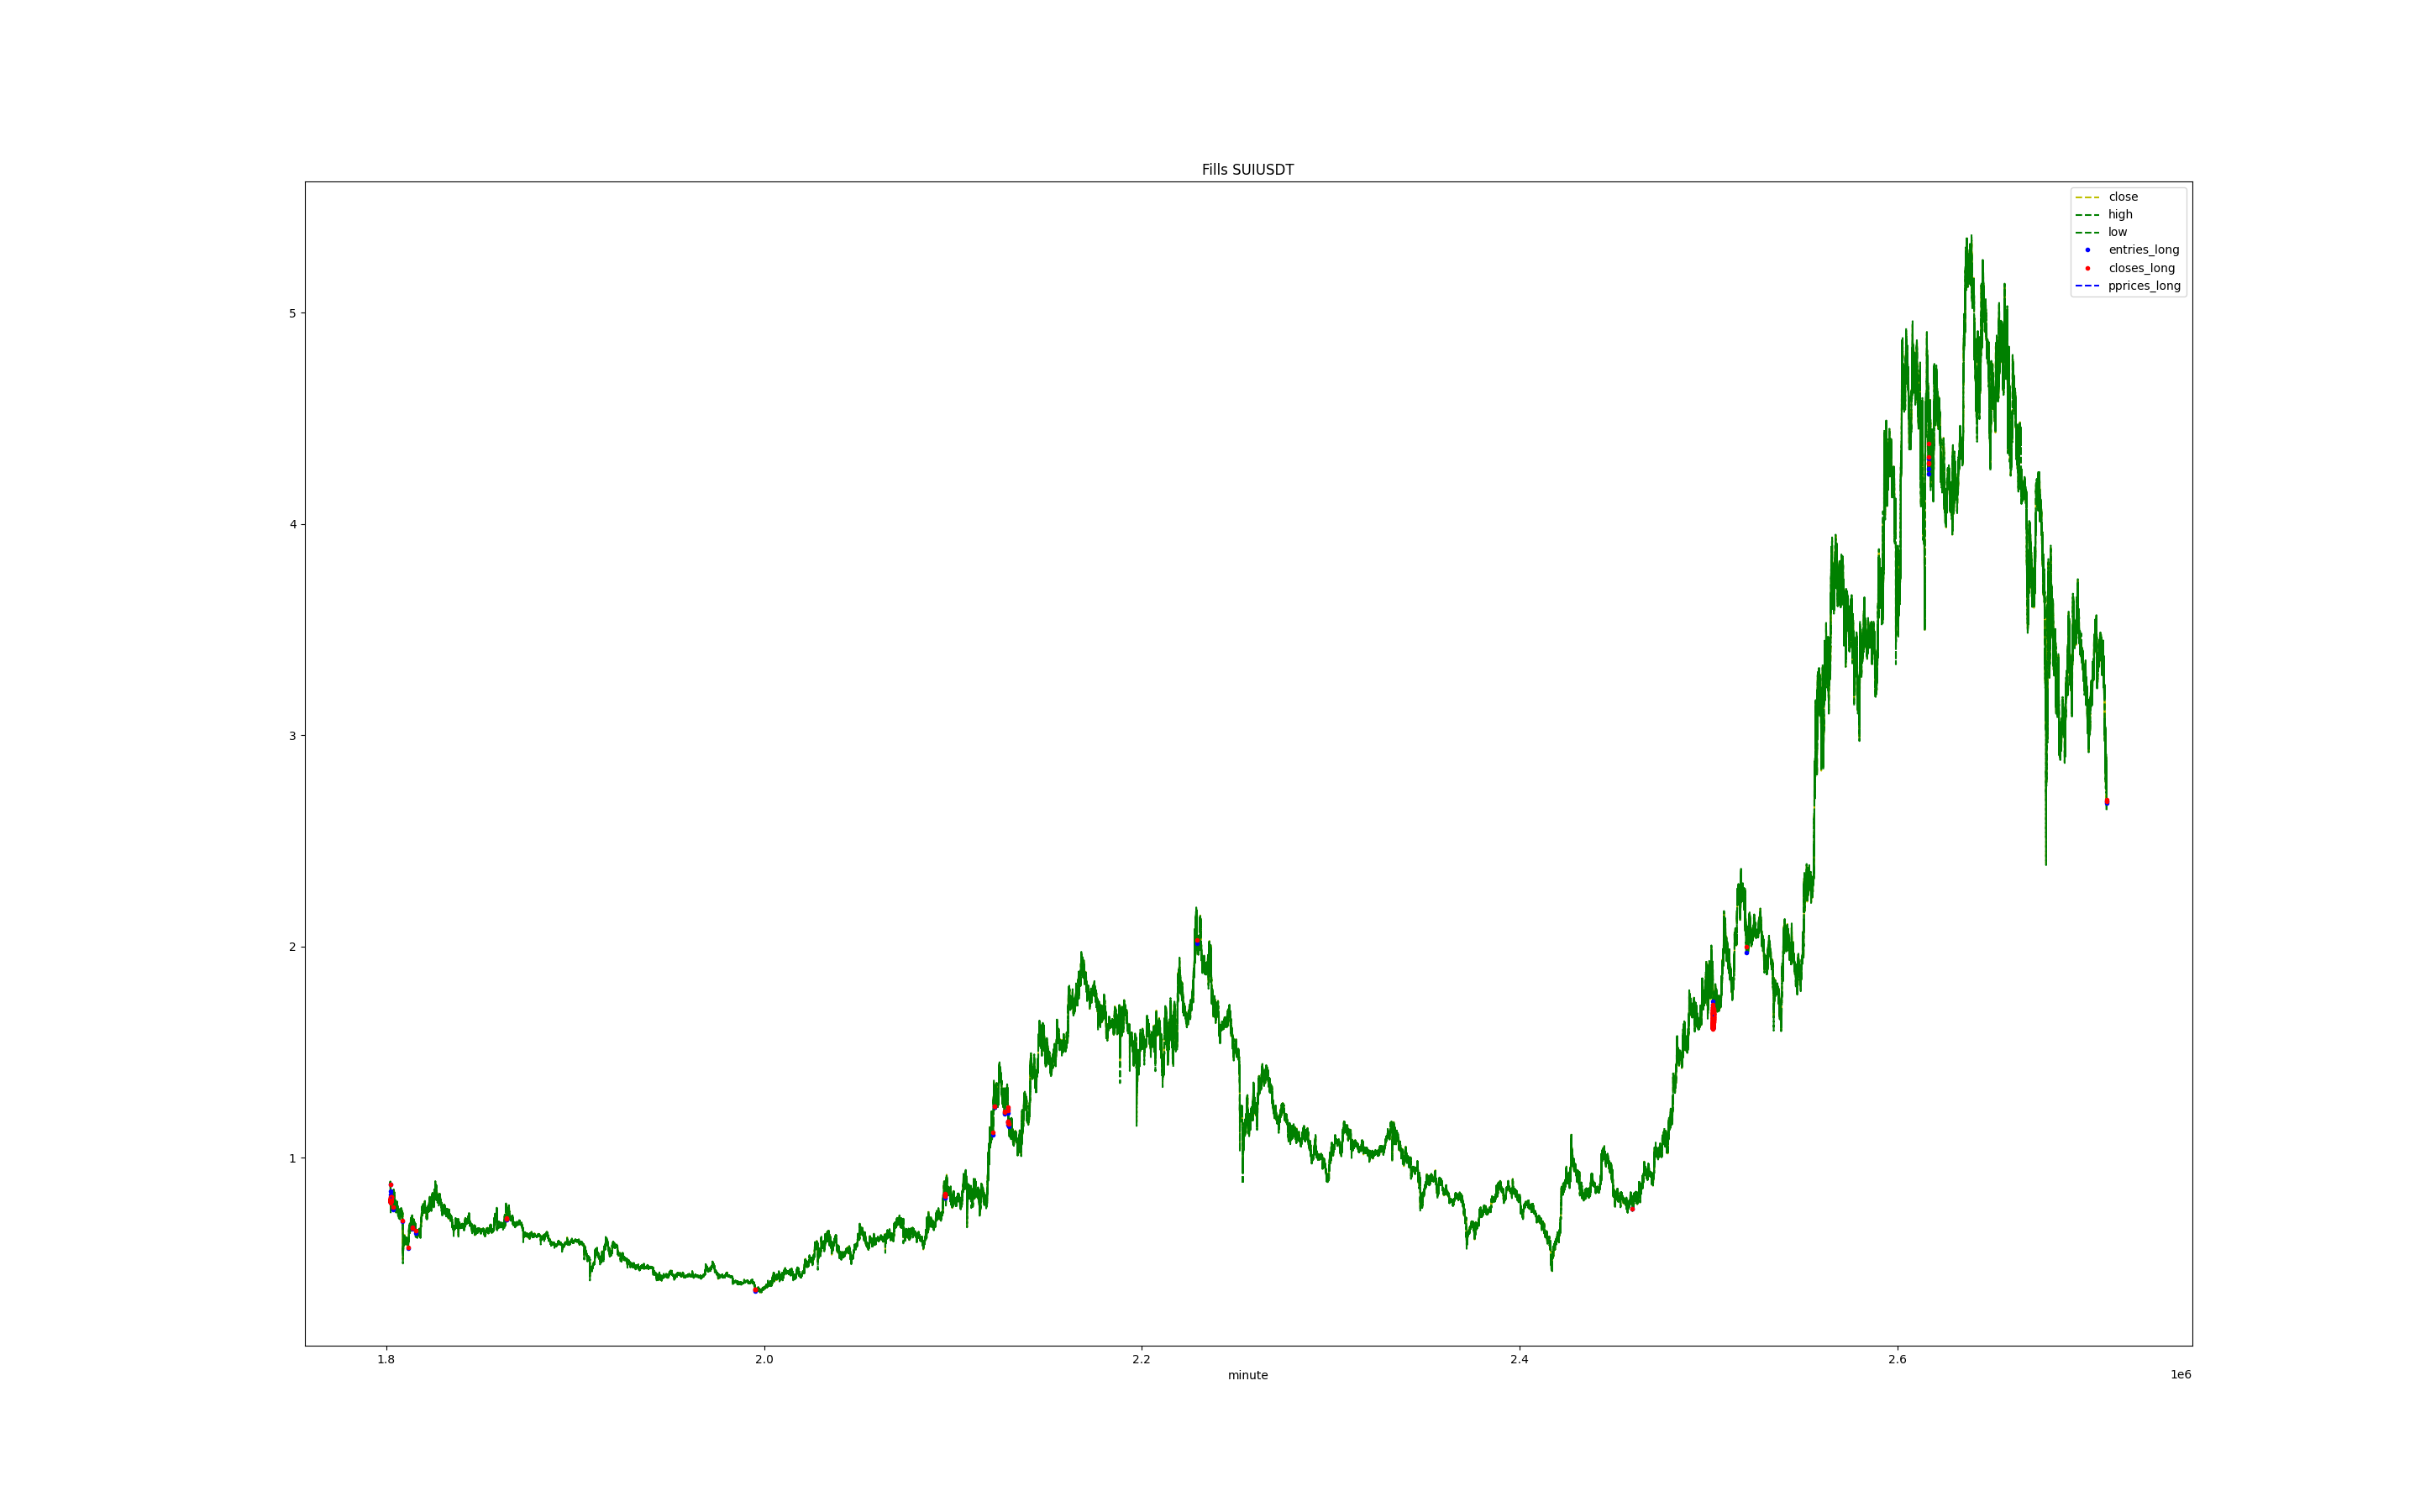 Fills SUIUSDT
close
high
low
entries_long
closes_long
pprices_long
5
4
3
2
1
1.8 2.0 2.2 2.4 2.6
minute
1e6